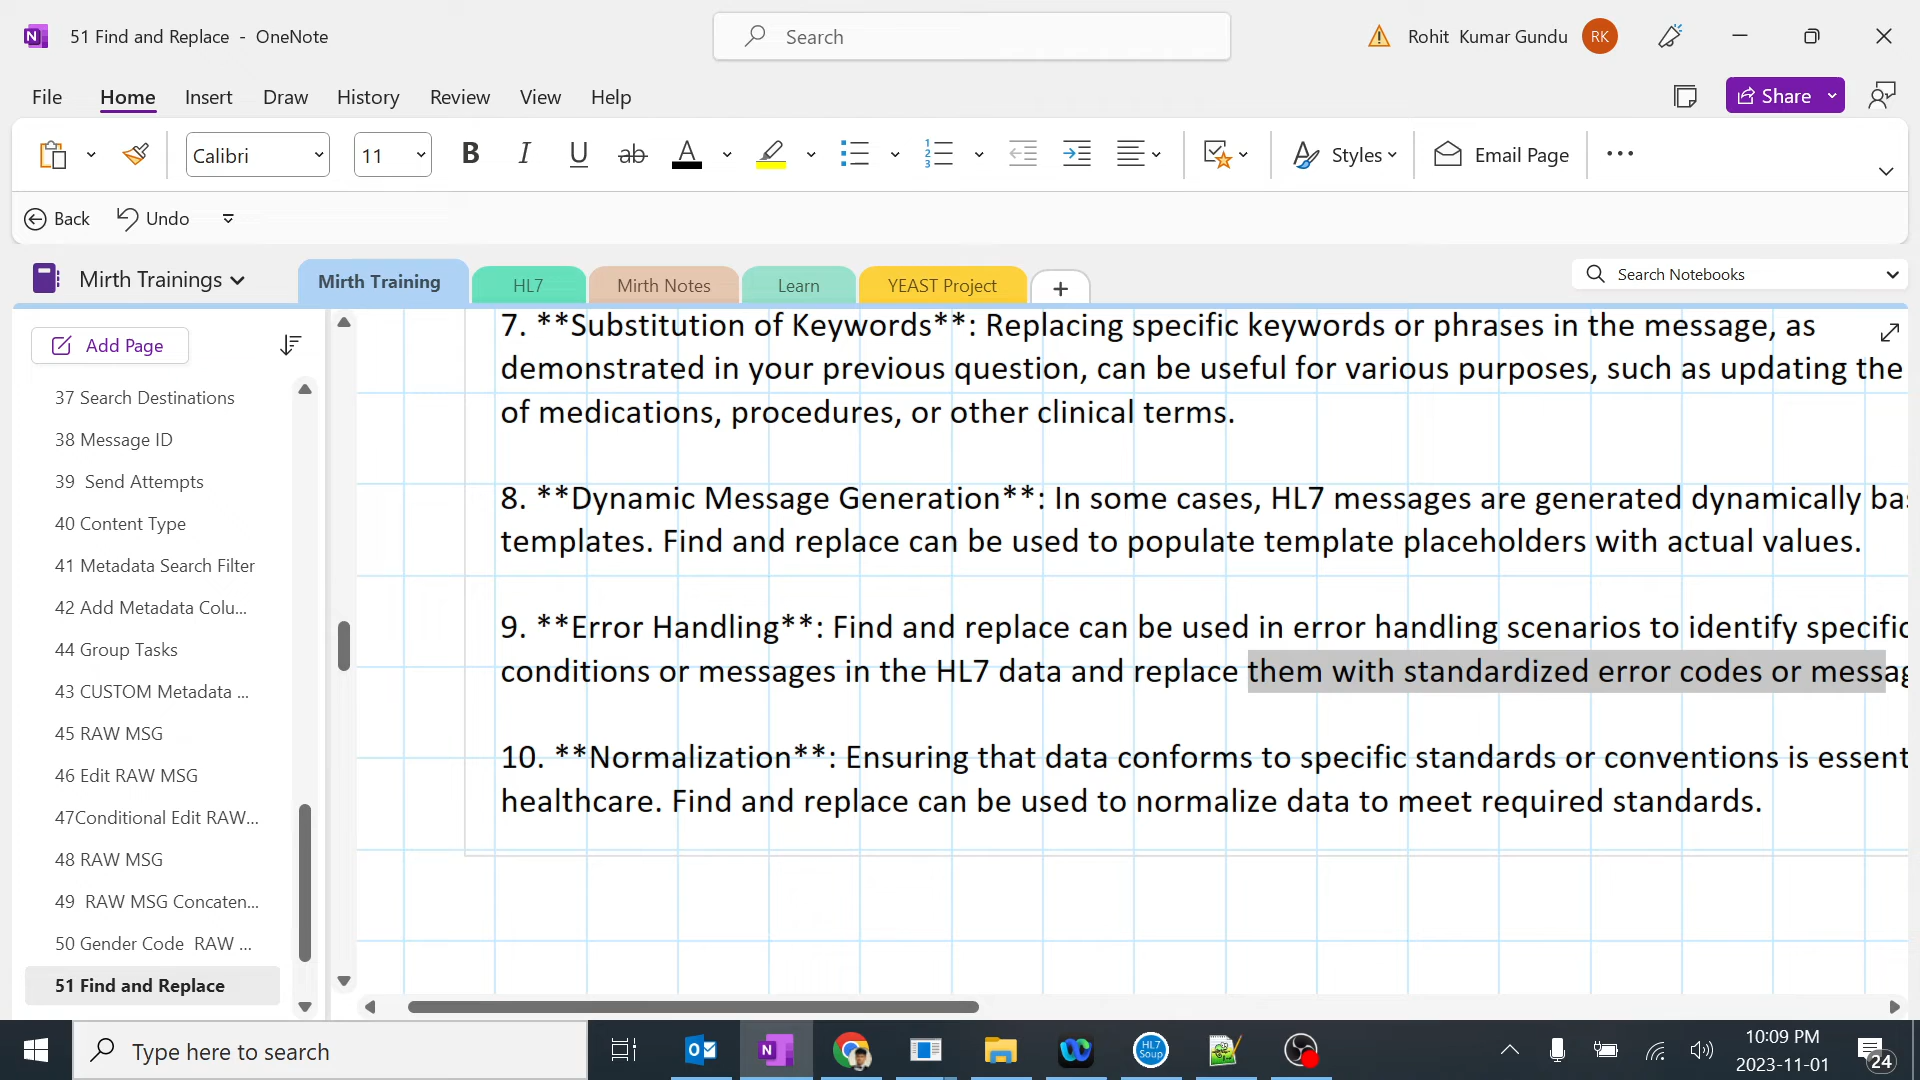 51 Find and Replace - OneNote
Search
Rohit Kumar Gundu
RK
File Home Insert Draw History Review View Help
Share
Calibri
11
Styles
Email Page
Back
Undo
Mirth Trainings
Mirth Training
HL7
Mirth Notes
Learn
YEAST Project
Search Notebooks
Add Page
37 Search Destinations
38 Message ID
39 Send Attempts
40 Content Type
41 Metadata Search Filter
42 Add Metadata Colu...
44 Group Tasks
43 CUSTOM Metadata ...
45 RAW MSG
46 Edit RAW MSG
47Conditional Edit RAW...
48 RAW MSG
49 RAW MSG Concaten...
50 Gender Code RAW ...
51 Find and Replace
7. **Substitution of Keywords**: Replacing specific keywords or phrases in the message, as
demonstrated in your previous question, can be useful for various purposes, such as updating the
of medications, procedures, or other clinical terms.
8. **Dynamic Message Generation**: In some cases, HL7 messages are generated dynamically ba
templates. Find and replace can be used to populate template placeholders with actual values.
9. **Error Handling**: Find and replace can be used in error handling scenarios to identify specific
conditions or messages in the HL7 data and replace them with standardized error codes or messag
10. **Normalization**: Ensuring that data conforms to specific standards or conventions is essent
healthcare. Find and replace can be used to normalize data to meet required standards.
Type here to search
HL7
Soup
10:09 PM
2023-11-01
24